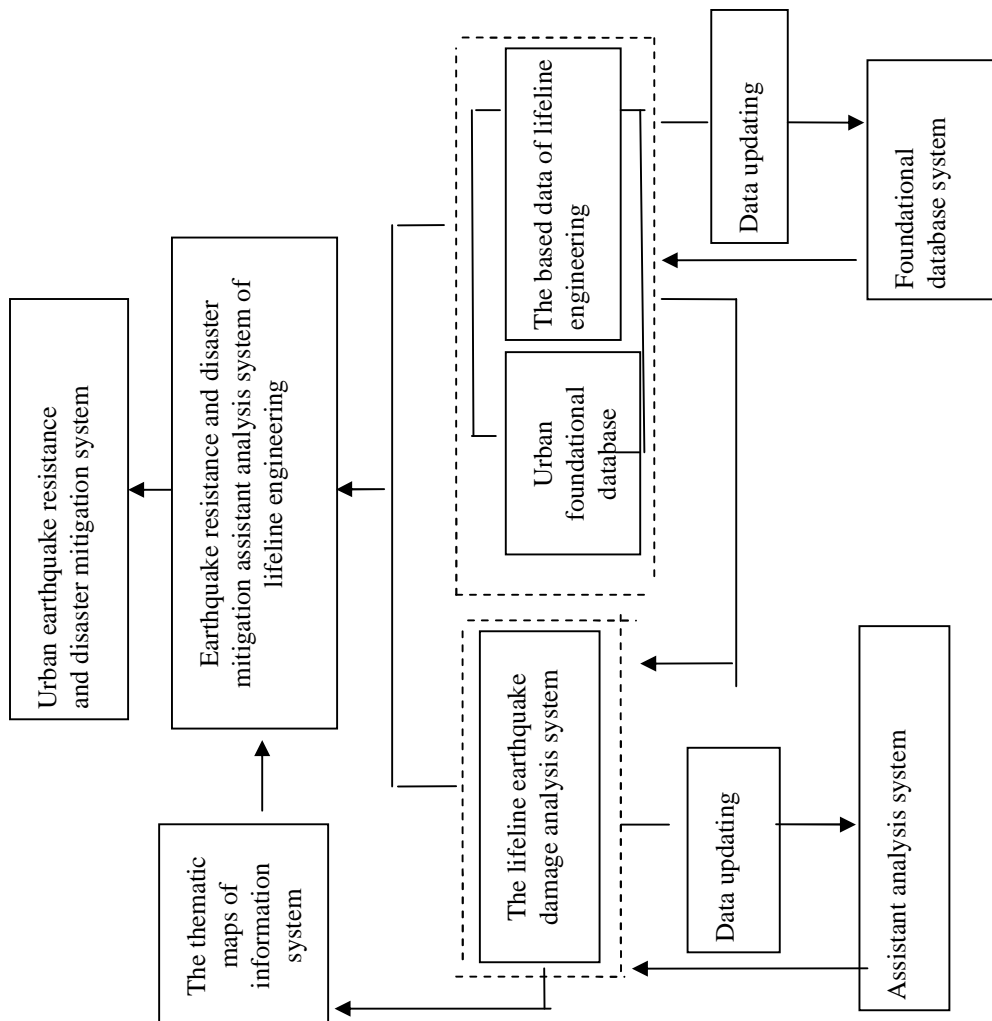 Urban earthquake resistance
and disaster mitigation system
Earthquake resistance and disaster
mitigation assistant analysis system of
lifeline engineering
The thematic
maps of
information
system
The lifeline earthquake
damage analysis system
Urban
foundational
database
The based data of lifeline
engineering
Data updating
Data updating
Assistant analysis system
Foundational
database system